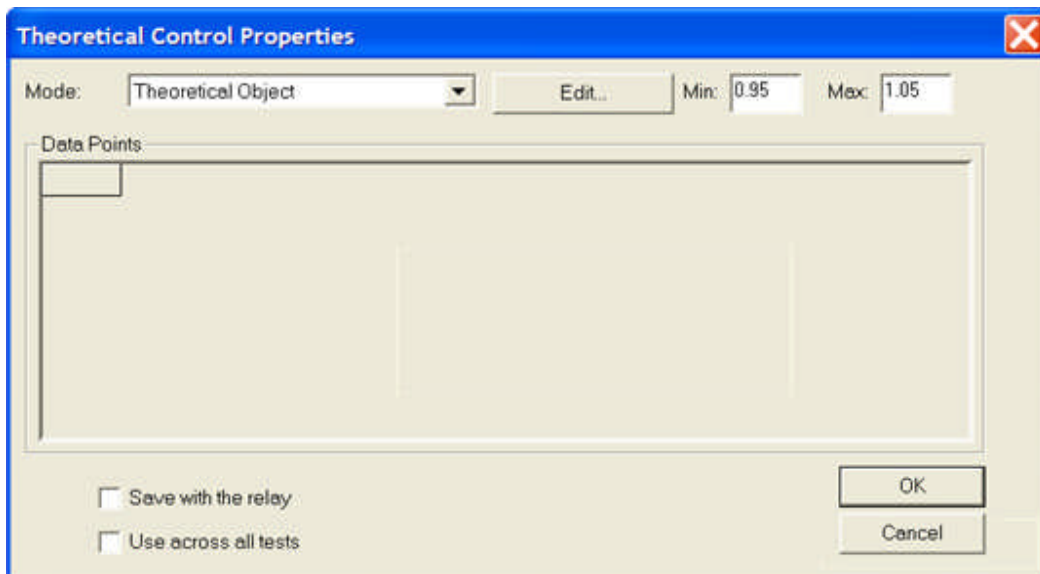 Theoretical Control Properties
Mode: Theoretical Object Edit... Min: 0.95 Max: 1.05
Data Points
Save with the relay
Use across all tests
OK
Cancel